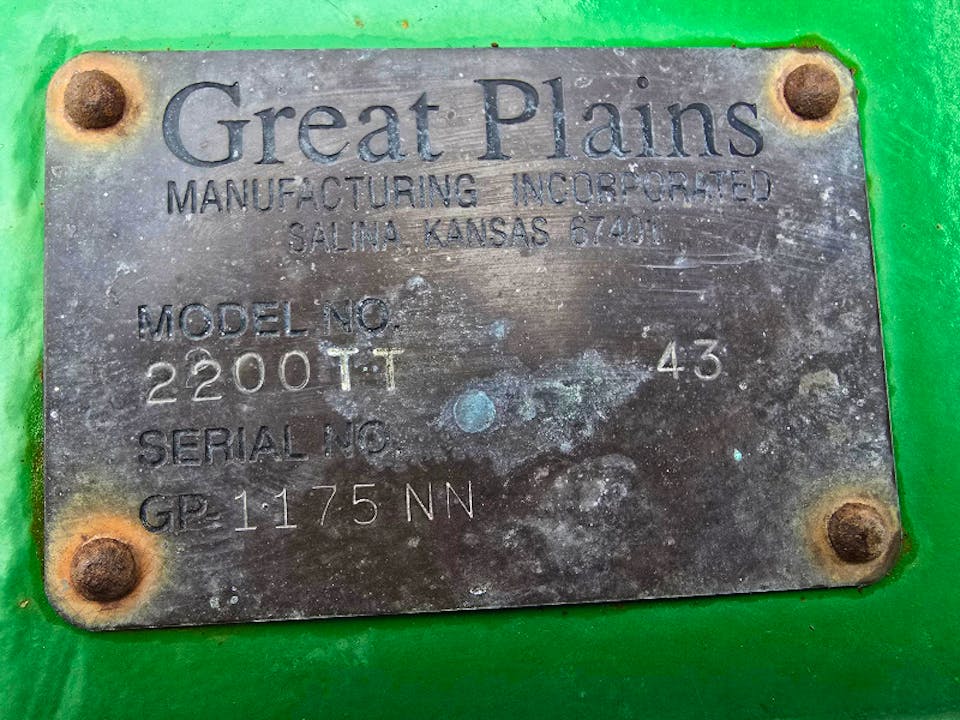 Great Plains
MANUFACTURING INCORPORATED
SALINA, KANSAS 67401
MODEL NO.
2200TT 43
SERIAL NO.
GP-1175NN